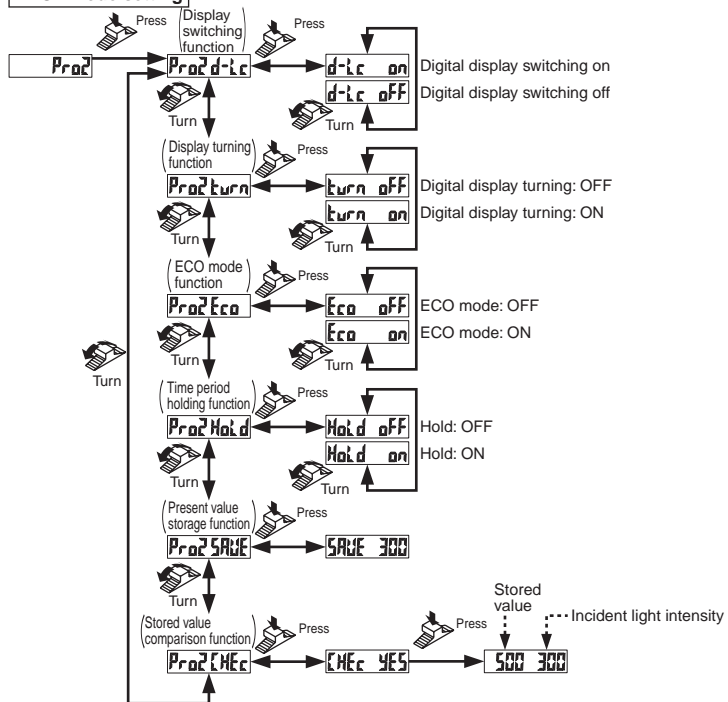 Press
(Display
switching
function)
Press
Pro2
Pro2 d-ic
d-ic on
Digital display switching on
d-ic oFF
Digital display switching off
Turn
Turn
(Display turning
function)
Press
Pro2 turn
turn oFF
Digital display turning: OFF
turn on
Digital display turning: ON
Turn
Turn
(ECO mode
function)
Press
Pro2 Eco
Eco oFF
ECO mode: OFF
Eco on
ECO mode: ON
Turn
Turn
Turn
(Time period
holding function)
Press
Pro2 Hold
Hold oFF
Hold: OFF
Hold on
Hold: ON
Turn
Turn
(Present value
storage function)
Press
Pro2 SAVE
SAVE 300
Turn
(Stored value
comparison function)
Press
Press
Stored
value
Incident light intensity
Pro2 CHEc
CHEc YES
500 300